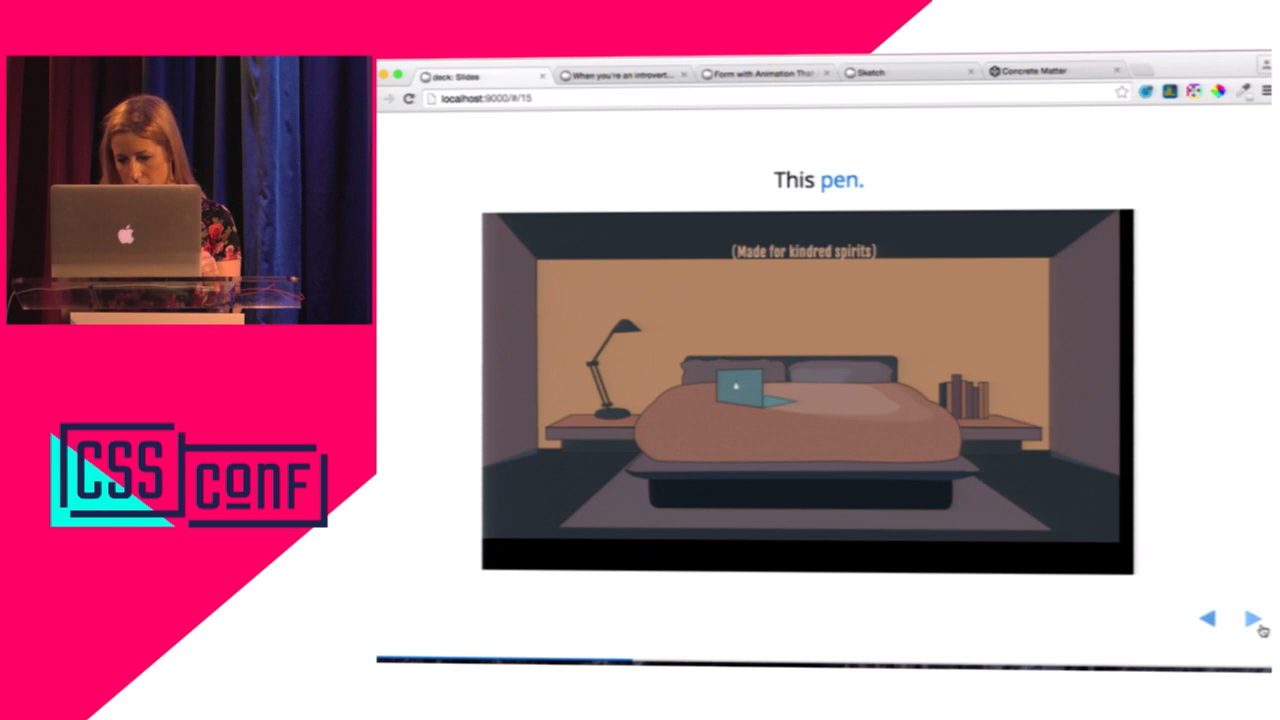 deck: Slides
When you're an introvert...
Form with Animation That
Sketch
Concrete Matter
localhost:9000/#/15
This pen.
(Made for kindred spirits)
CSS
CONF